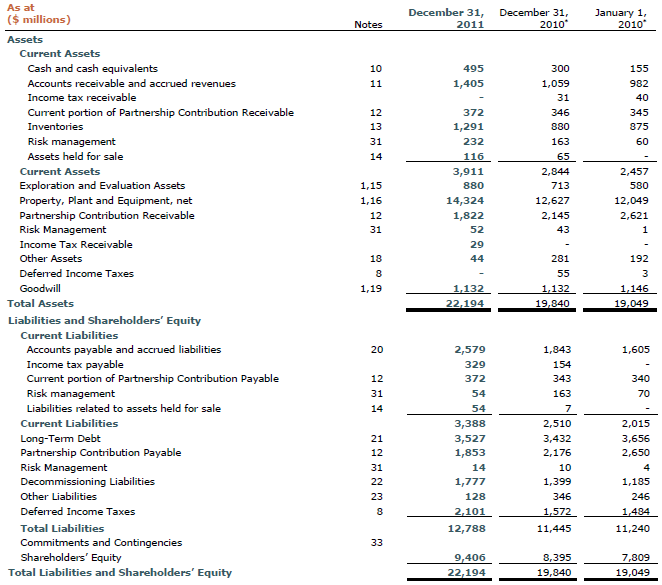 As at
($ millions) Notes December 31, 2011 December 31, 2010* January 1, 2010*
Assets
Current Assets
Cash and cash equivalents 10 495 300 155
Accounts receivable and accrued revenues 11 1,405 1,059 982
Income tax receivable - 31 40
Current portion of Partnership Contribution Receivable 12 372 346 345
Inventories 13 1,291 880 875
Risk management 31 232 163 60
Assets held for sale 14 116 65 -
Current Assets 3,911 2,844 2,457
Exploration and Evaluation Assets 1,15 880 713 580
Property, Plant and Equipment, net 1,16 14,324 12,627 12,049
Partnership Contribution Receivable 12 1,822 2,145 2,621
Risk Management 31 52 43 1
Income Tax Receivable 29 - -
Other Assets 18 44 281 192
Deferred Income Taxes 8 - 55 3
Goodwill 1,19 1,132 1,132 1,146
Total Assets 22,194 19,840 19,049
Liabilities and Shareholders' Equity
Current Liabilities
Accounts payable and accrued liabilities 20 2,579 1,843 1,605
Income tax payable 329 154 -
Current portion of Partnership Contribution Payable 12 372 343 340
Risk management 31 54 163 70
Liabilities related to assets held for sale 14 54 7 -
Current Liabilities 3,388 2,510 2,015
Long-Term Debt 21 3,527 3,432 3,656
Partnership Contribution Payable 12 1,853 2,176 2,650
Risk Management 31 14 10 4
Decommissioning Liabilities 22 1,777 1,399 1,185
Other Liabilities 23 128 346 246
Deferred Income Taxes 8 2,101 1,572 1,484
Total Liabilities 12,788 11,445 11,240
Commitments and Contingencies 33
Shareholders' Equity 9,406 8,395 7,809
Total Liabilities and Shareholders' Equity 22,194 19,840 19,049